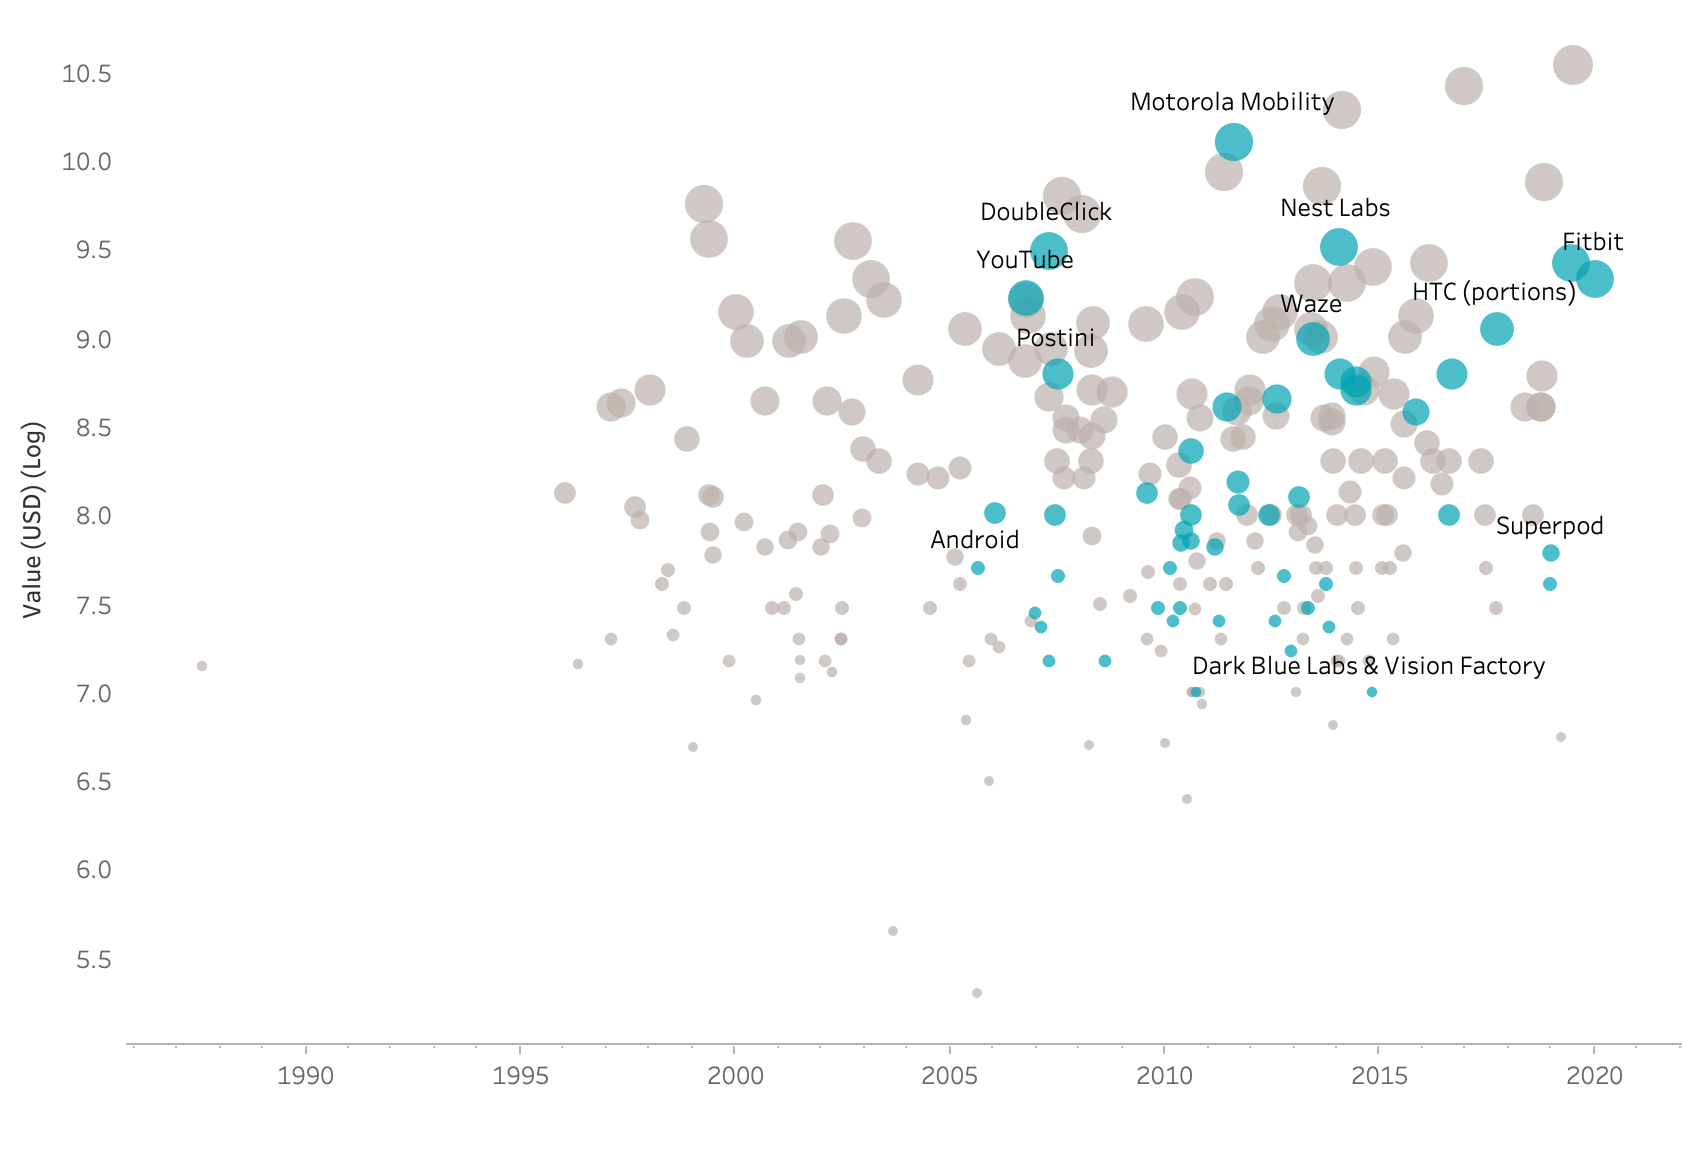 10.5
Motorola Mobility
10.0
DoubleClick
Nest Labs
9.5
Fitbit
YouTube
HTC (portions)
Waze
9.0
Postini
8.5
Value (USD) (Log)
8.0
Superpod
Android
7.5
Dark Blue Labs & Vision Factory
7.0
6.5
6.0
5.5
1990 1995 2000 2005 2010 2015 2020